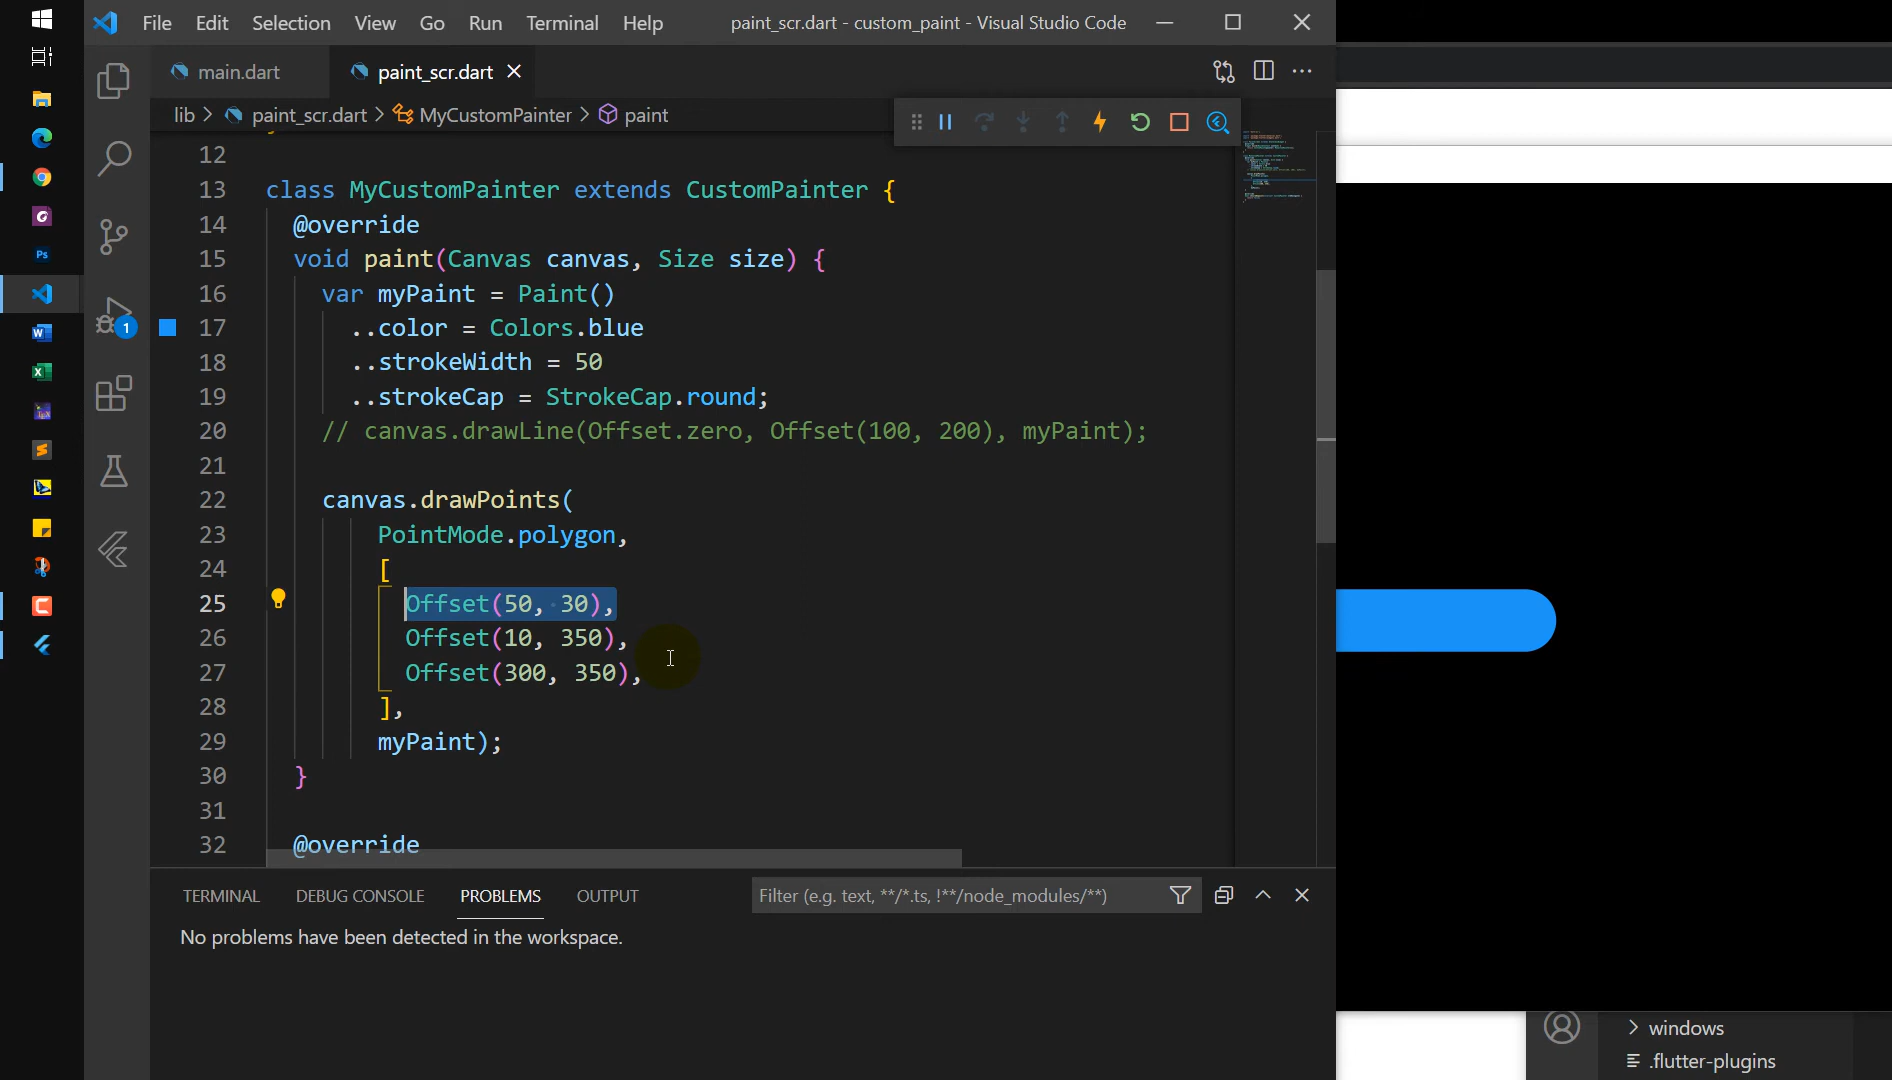 File Edit Selection View Go Run Terminal Help paint_scr.dart - custom_paint - Visual Studio Code
main.dart paint_scr.dart
lib > paint_scr.dart > MyCustomPainter > paint
12
13 class MyCustomPainter extends CustomPainter {
14 @override
15 void paint(Canvas canvas, Size size) {
16 var myPaint = Paint()
17 ..color = Colors.blue
18 ..strokeWidth = 50
19 ..strokeCap = StrokeCap.round;
20 // canvas.drawLine(Offset.zero, Offset(100, 200), myPaint);
21
22 canvas.drawPoints(
23 PointMode.polygon,
24 [
25 Offset(50, 30),
26 Offset(10, 350),
27 Offset(300, 350),
28 ],
29 myPaint);
30 }
31
32 @override
1
Ps
TERMINAL DEBUG CONSOLE PROBLEMS OUTPUT Filter (e.g. text, **/*.ts, !**/node_modules/**)
No problems have been detected in the workspace.
> windows
.flutter-plugins